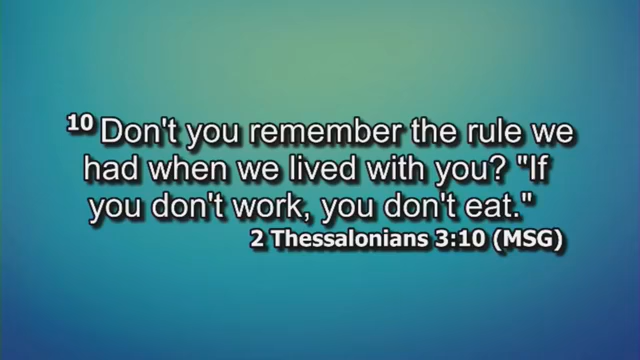 10 Don't you remember the rule we
had when we lived with you? "If
you don't work, you don't eat."
2 Thessalonians 3:10 (MSG)